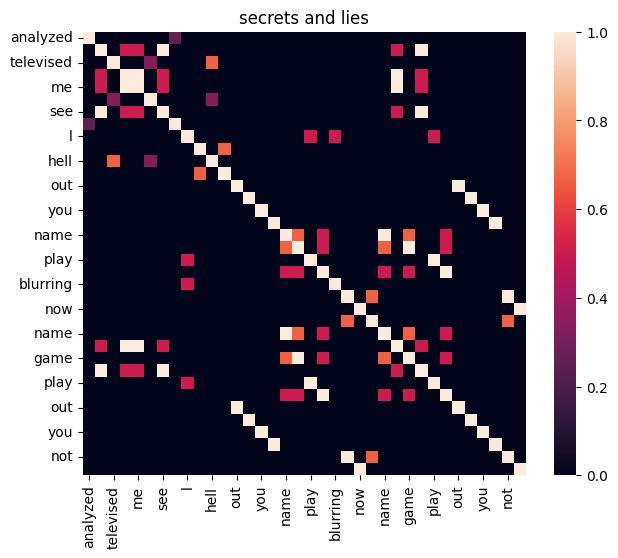 secrets and lies
analyzed
televised
me
see
I
hell
out
you
name
play
blurring
now
name
game
play
out
you
not
1.0
0.8
0.6
0.4
0.2
0.0
analyzed
televised
me
see
I
hell
out
you
name
play
blurring
now
name
game
play
out
you
not